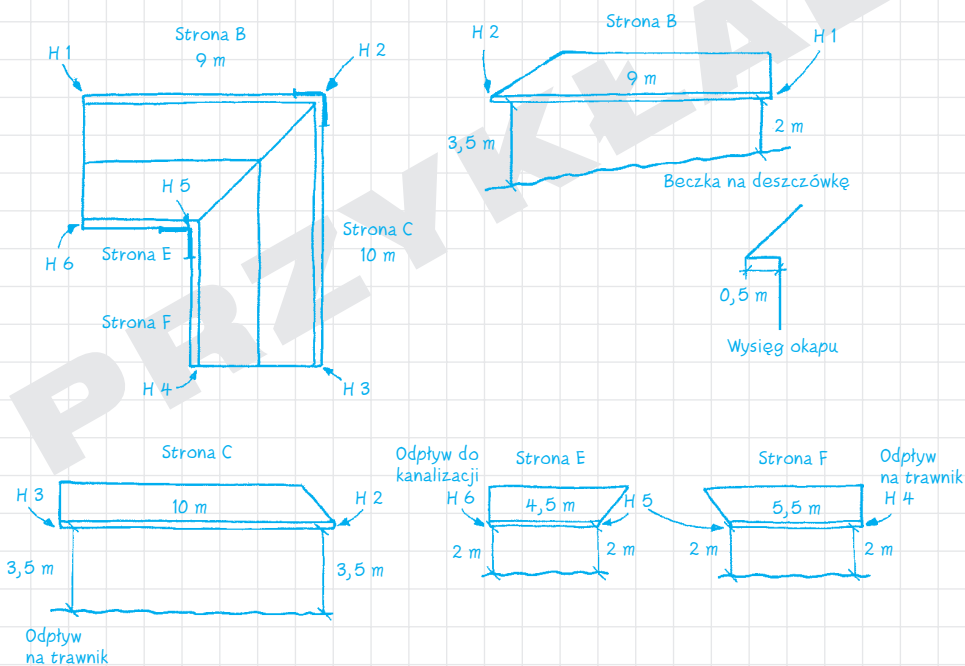 PRZYKŁAD
Strona B
9 m
H 1
H 2
H 5
Strona C
10 m
H 6
Strona E
Strona F
H 4
H 3
Strona B
H 2
H 1
9 m
3,5 m
2 m
Beczka na deszczówkę
0,5 m
Wysięg okapu
Strona C
H 3
10 m
H 2
3,5 m
3,5 m
Odpływ
na trawnik
Odpływ do
kanalizacji
H 6
Strona E
4,5 m
H 5
2 m
2 m
Strona F
Odpływ
na trawnik
H 4
5,5 m
2 m
2 m